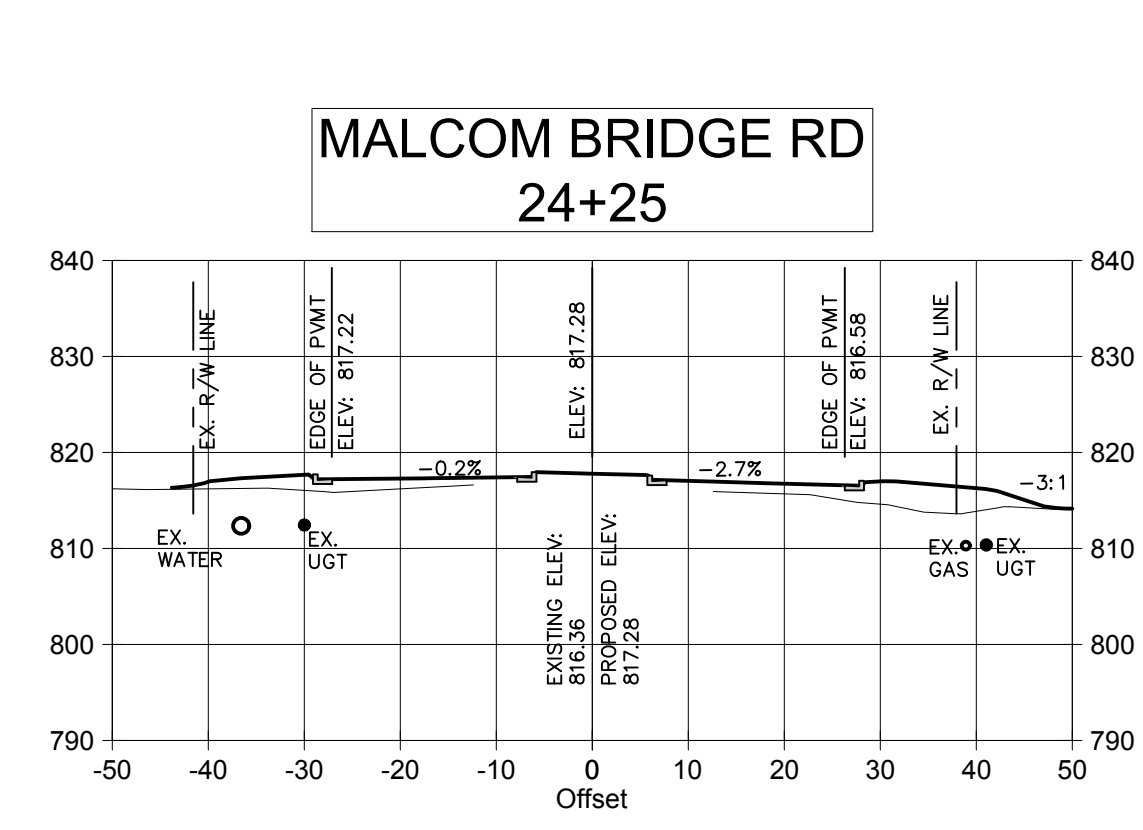 MALCOM BRIDGE RD
24+25
840
840
830
830
820
820
810
810
800
800
790
790
EX. R/W LINE
EDGE OF PVMT
ELEV: 817.22
ELEV: 817.28
EDGE OF PVMT
ELEV: 816.58
EX. R/W LINE
-0.2%
-2.7%
-3:1
EX.
WATER
EX.
UGT
EX.
GAS
EX.
UGT
EXISTING ELEV:
816.36
PROPOSED ELEV:
817.28
-50 -40 -30 -20 -10 0 10 20 30 40 50
Offset